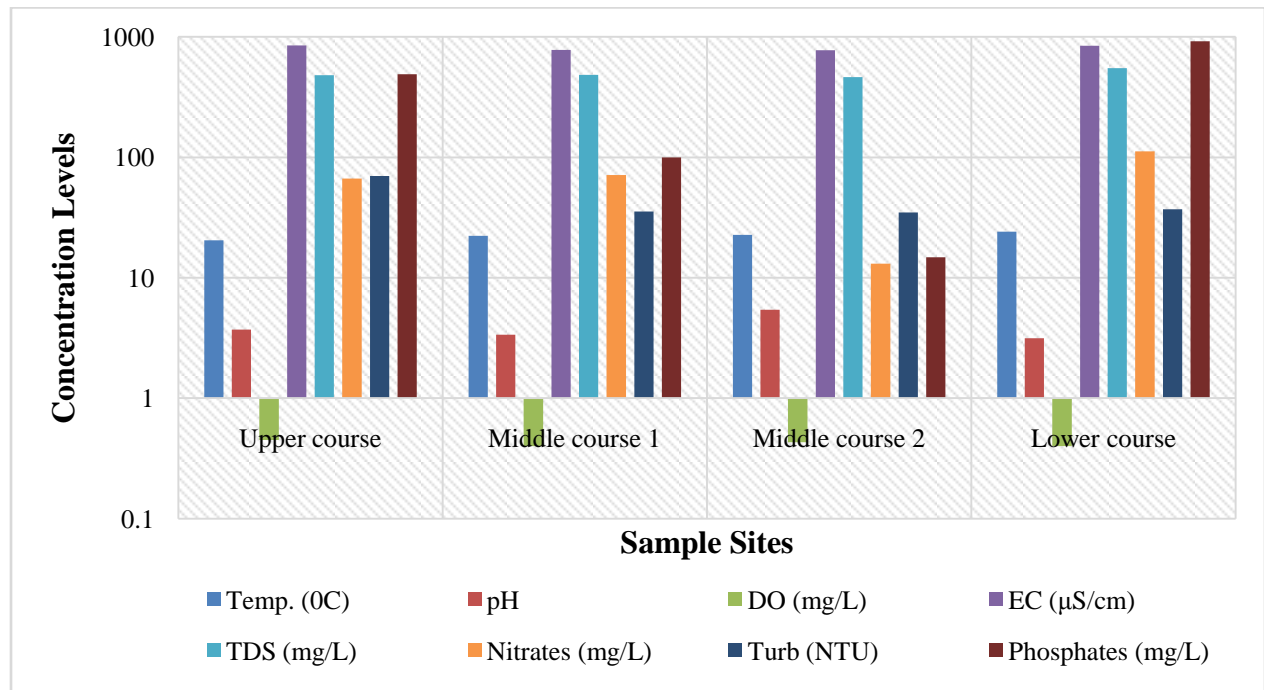 1000
100
10
1
0.1
Concentration Levels
Upper course
Middle course 1
Middle course 2
Lower course
Sample Sites
Temp. (0C)
pH
DO (mg/L)
EC (μS/cm)
TDS (mg/L)
Nitrates (mg/L)
Turb (NTU)
Phosphates (mg/L)